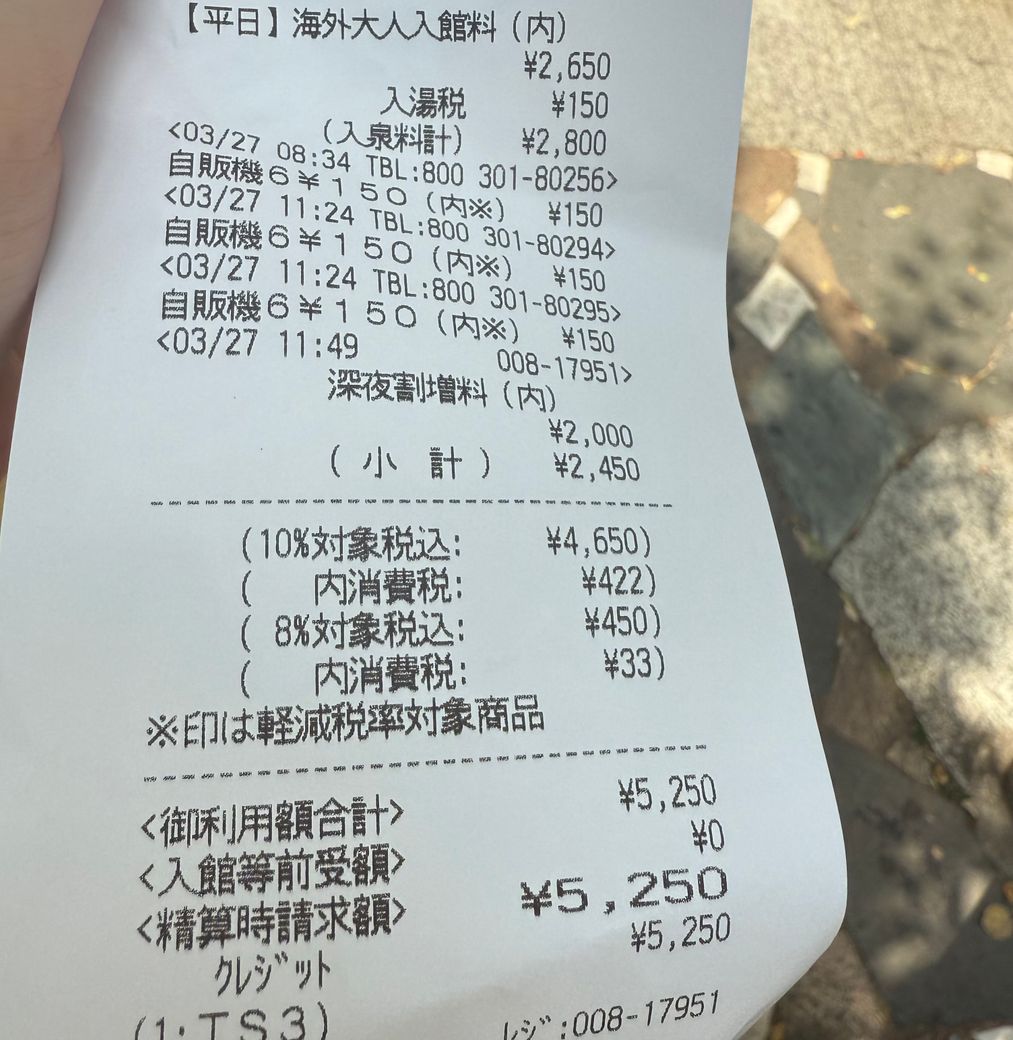 【平日】海外大人入館料（内）
¥2,650
入湯税 ¥150
（入泉料計） ¥2,800
<03/27 08:34 TBL:800 301-80256>
自販機６￥１５０（内※） ¥150
<03/27 11:24 TBL:800 301-80294>
自販機６￥１５０（内※） ¥150
<03/27 11:24 TBL:800 301-80295>
自販機６￥１５０（内※） ¥150
<03/27 11:49 008-17951>
深夜割増料（内）
¥2,000
( 小 計 ) ¥2,450
(10%対象税込: ¥4,650)
( 内消費税: ¥422)
( 8%対象税込: ¥450)
( 内消費税: ¥33)
※印は軽減税率対象商品
<御利用額合計> ¥5,250
<入館等前受額> ¥0
<精算時請求額> ¥5,250
ｸﾚｼﾞｯﾄ ¥5,250
(1:TS3) ﾚｼﾞ:008-17951